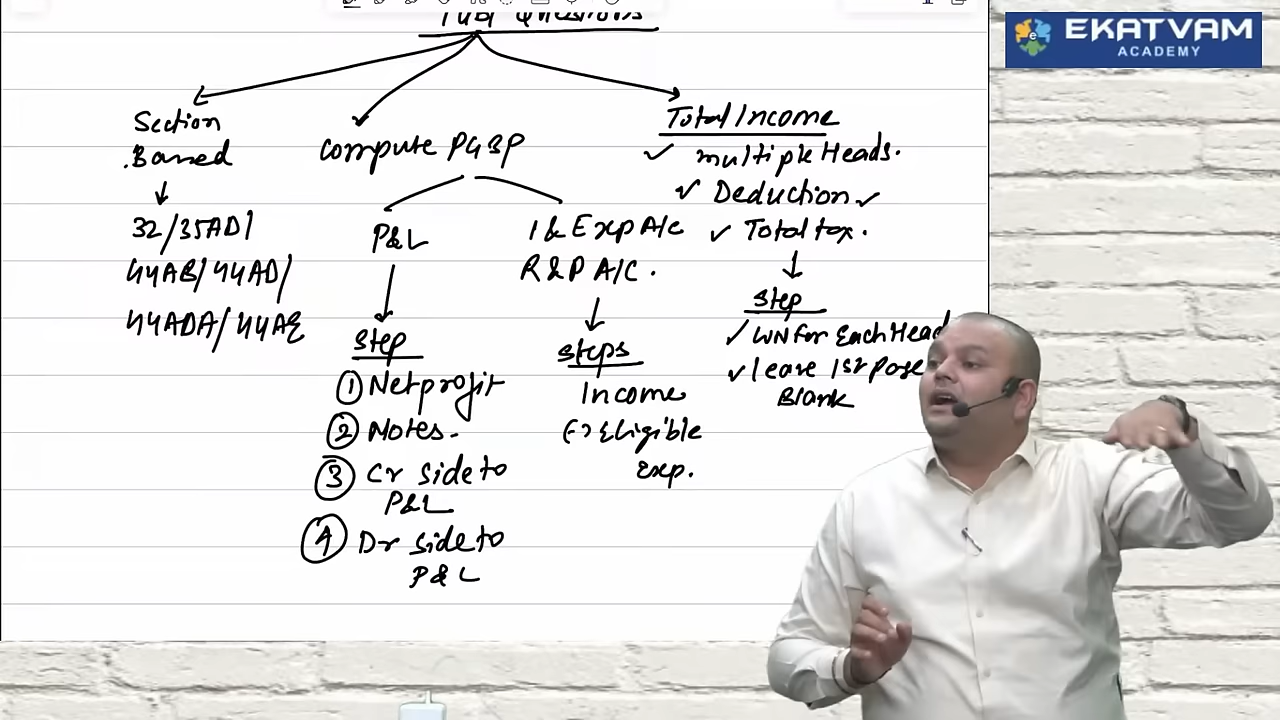 Questions
EKATVAM
ACADEMY
Section
Based
32/35AD/
44AB/44AD/
44ADA/44AE
Compute PGBP
P&L
Step
① Net profit
② Notes.
③ Cr side to
P&L
④ Dr side to
P&L
I & Exp A/c
R & P A/C.
Steps
Income
(-) Eligible
Exp.
Total Income
✓ multiple Heads.
✓ Deduction ✓
✓ Total tax.
Step
✓ WN for Each Head
✓ leave 1st page
Blank